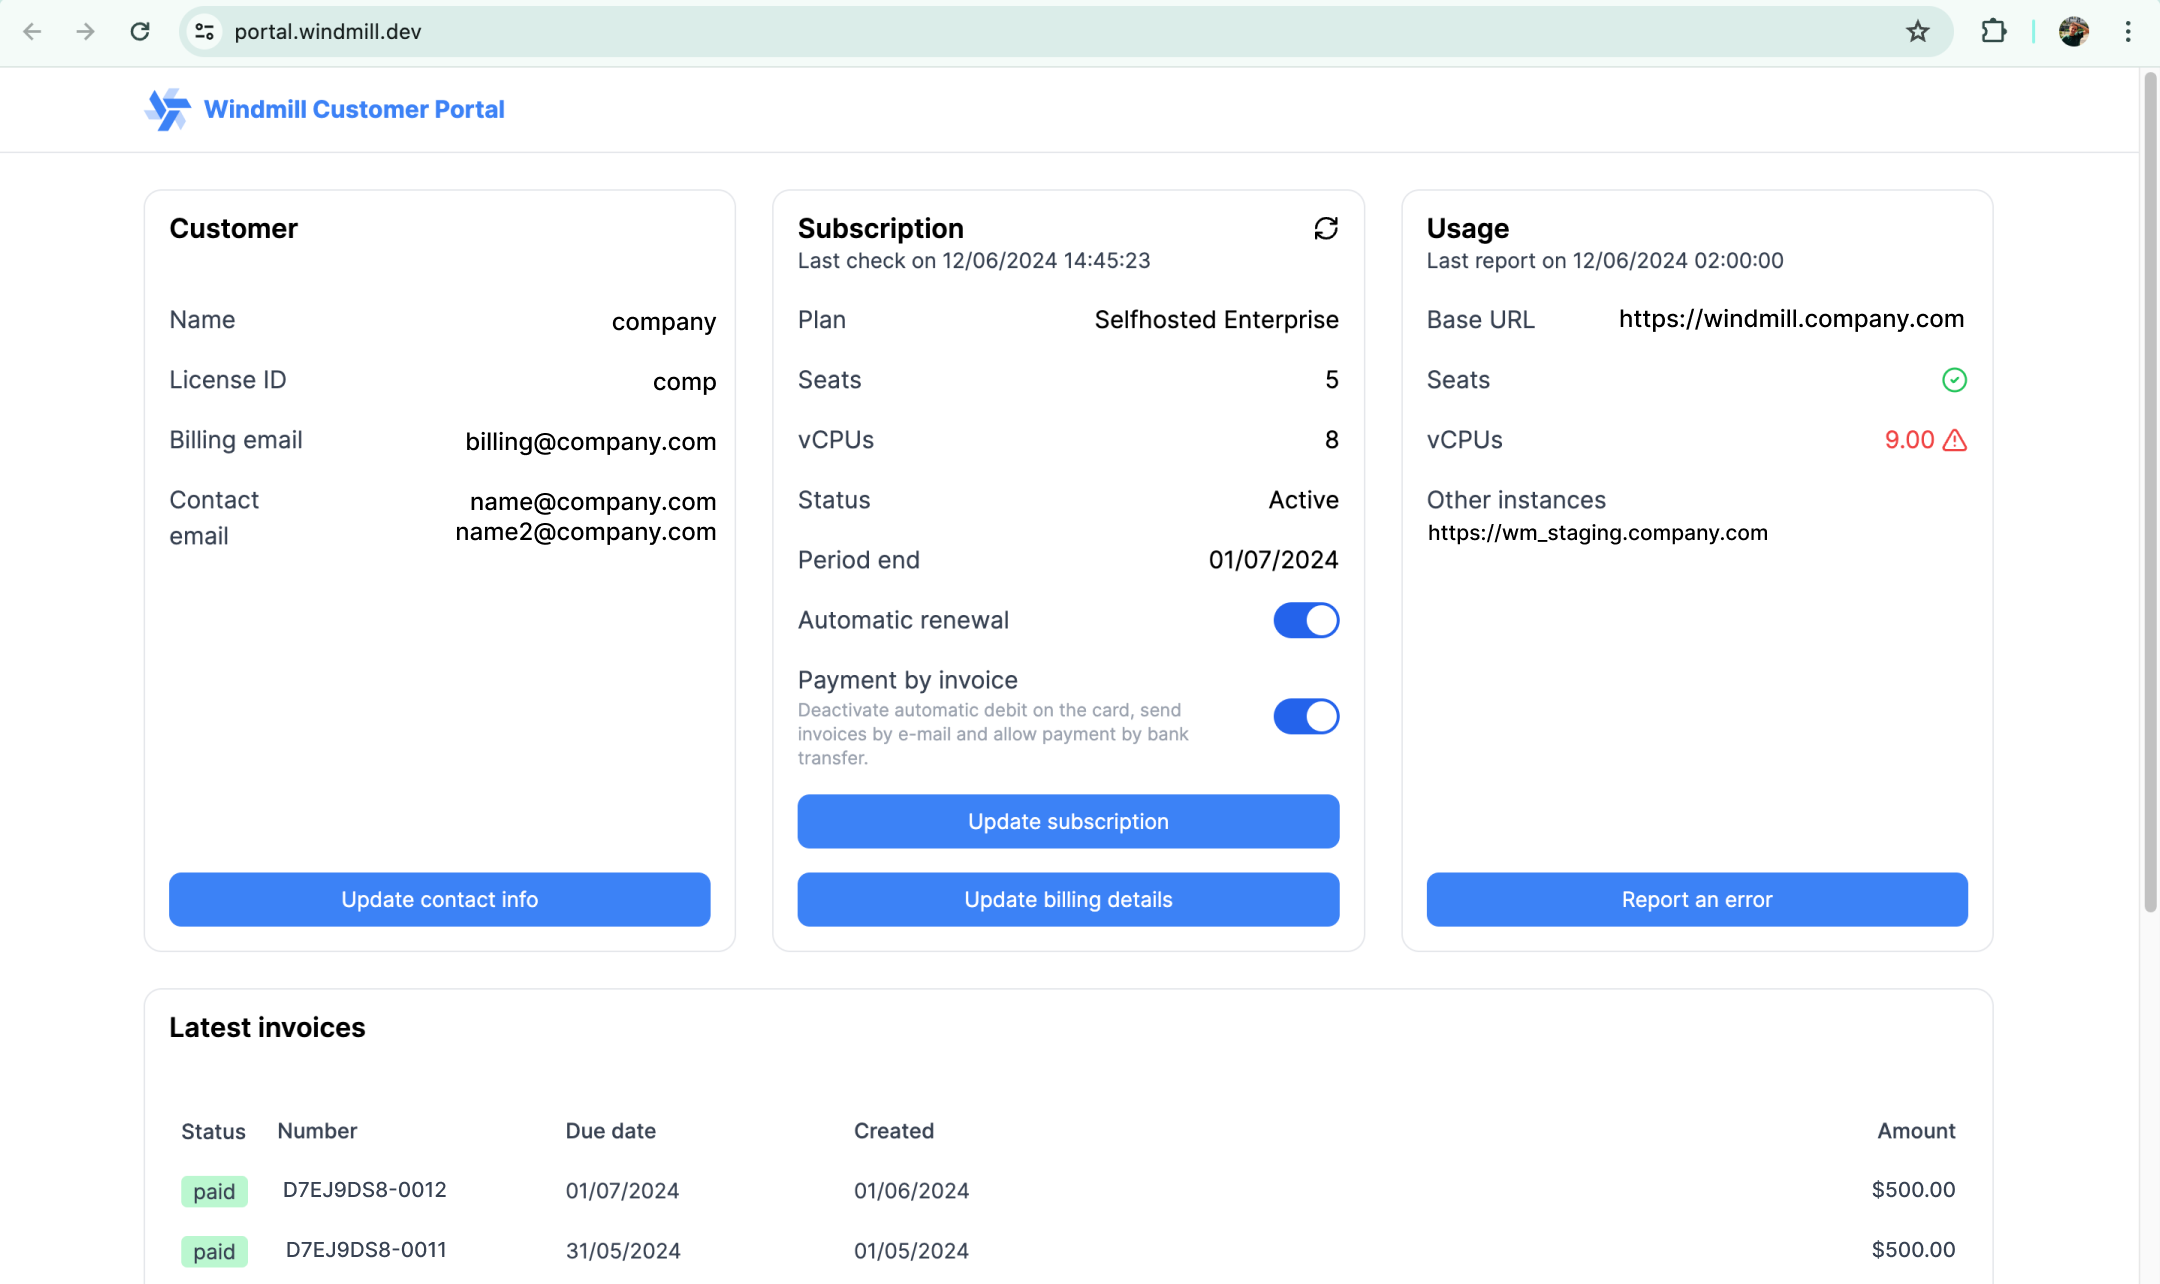 portal.windmill.dev
Windmill Customer Portal
Customer
Name company
License ID comp
Billing email billing@company.com
Contact email name@company.com
name2@company.com
Update contact info
Subscription
Last check on 12/06/2024 14:45:23
Plan Selfhosted Enterprise
Seats 5
vCPUs 8
Status Active
Period end 01/07/2024
Automatic renewal
Payment by invoice
Deactivate automatic debit on the card, send
invoices by e-mail and allow payment by bank
transfer.
Update subscription
Update billing details
Usage
Last report on 12/06/2024 02:00:00
Base URL https://windmill.company.com
Seats
vCPUs 9.00
Other instances
https://wm_staging.company.com
Report an error
Latest invoices
Status Number Due date Created Amount
paid D7EJ9DS8-0012 01/07/2024 01/06/2024 $500.00
paid D7EJ9DS8-0011 31/05/2024 01/05/2024 $500.00